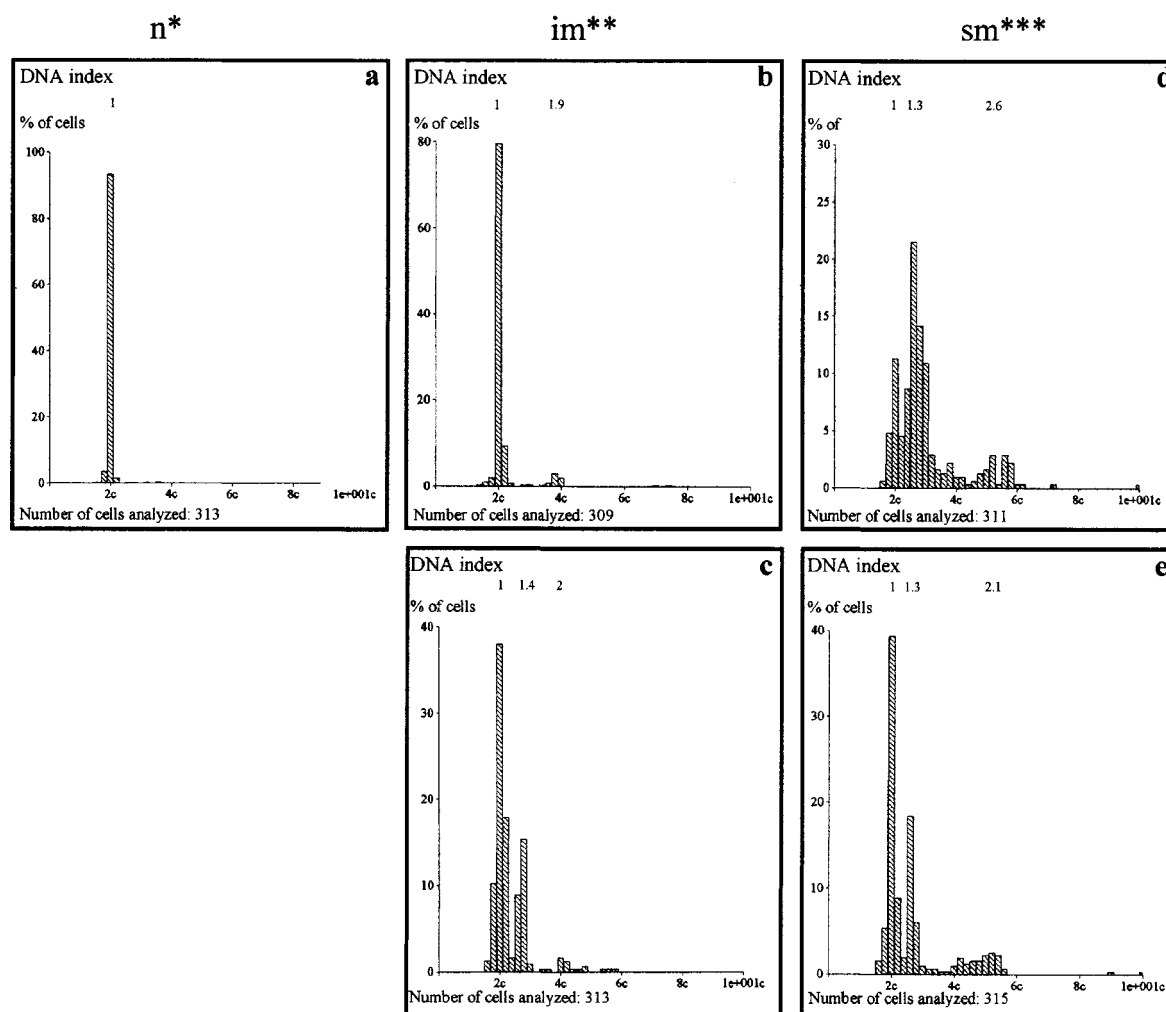 n* im** sm***
DNA index a
1
% of cells
100
80
60
40
20
0
2c 4c 6c 8c 1e+001c
Number of cells analyzed: 313
DNA index b
1 1.9
% of cells
80
60
40
20
0
2c 4c 6c 8c 1e+001c
Number of cells analyzed: 309
DNA index d
1 1.3 2.6
% of
30
25
20
15
10
5
0
2c 4c 6c 8c 1e+001c
Number of cells analyzed: 311
DNA index c
1 1.4 2
% of cells
40
30
20
10
0
2c 4c 6c 8c 1e+001c
Number of cells analyzed: 313
DNA index e
1 1.3 2.1
% of cells
40
30
20
10
0
2c 4c 6c 8c 1e+001c
Number of cells analyzed: 315